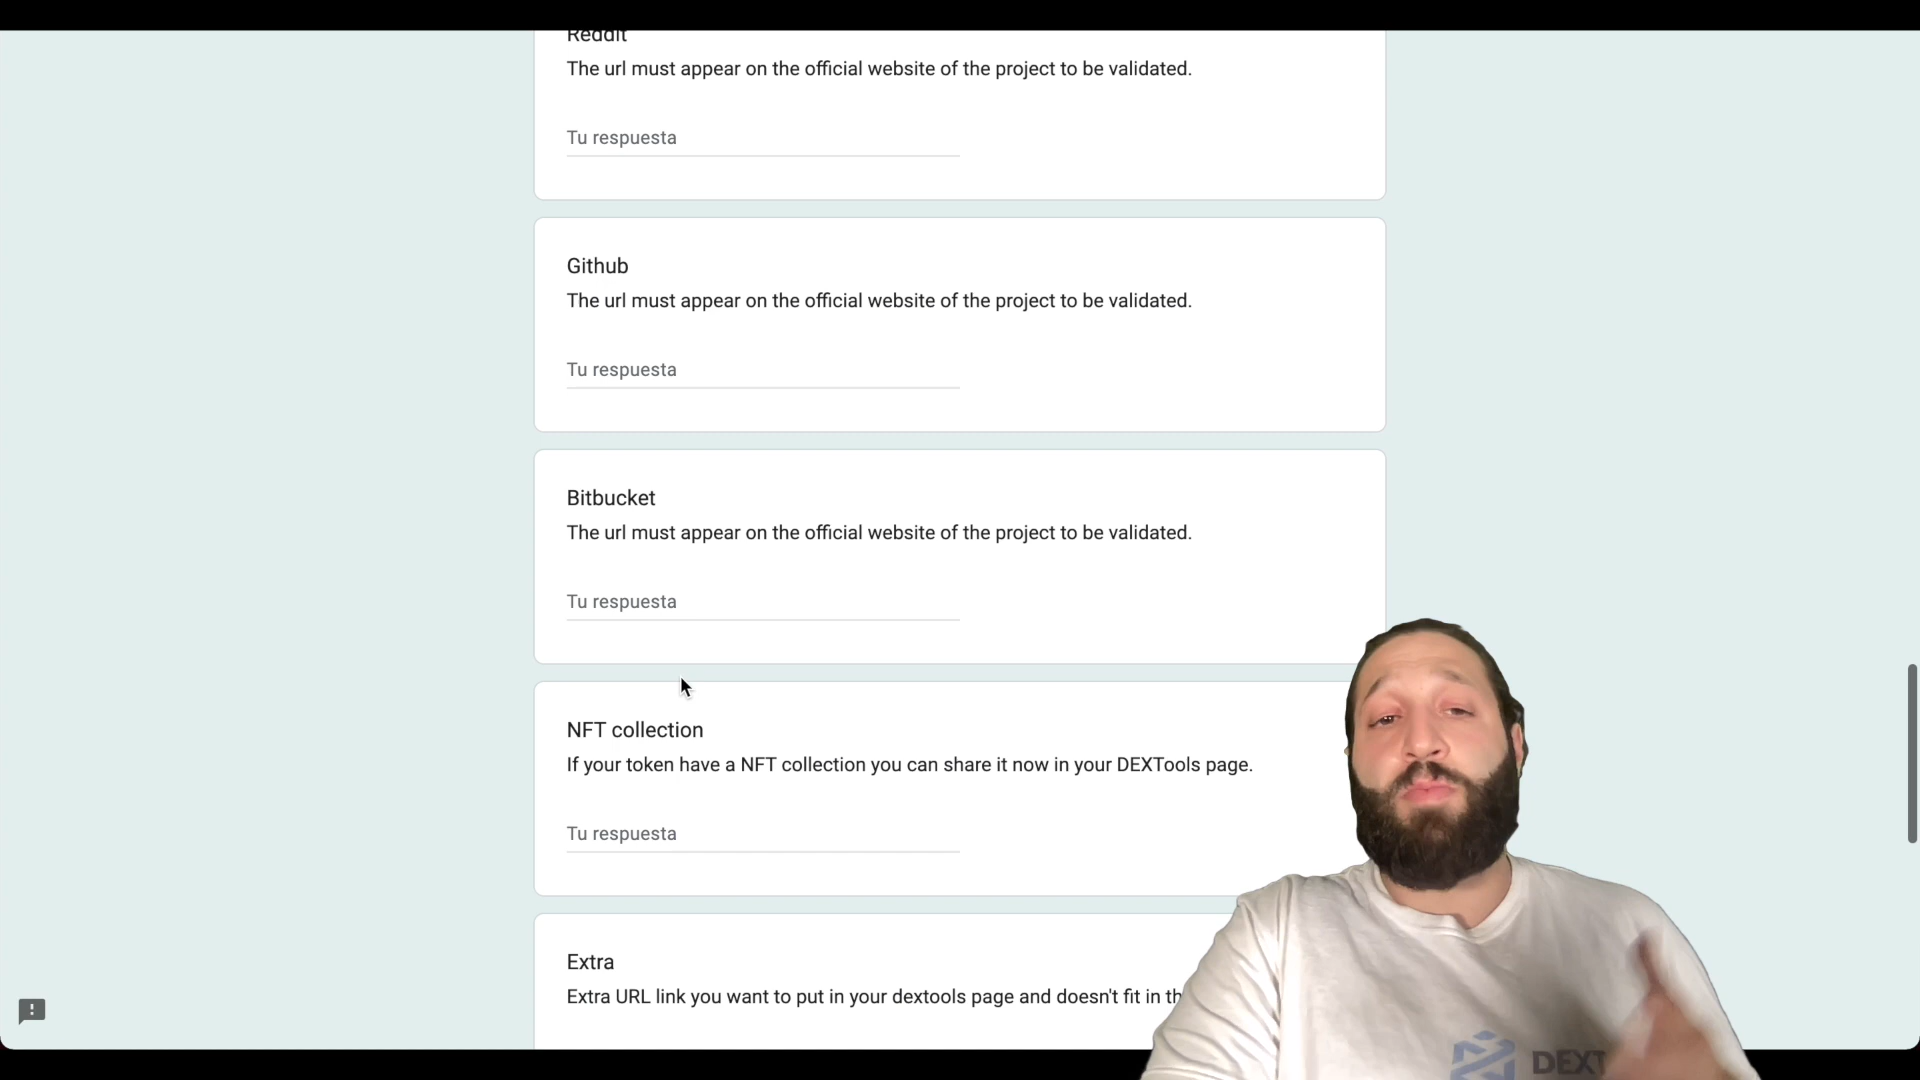 Reddit
The url must appear on the official website of the project to be validated.
Tu respuesta
Github
The url must appear on the official website of the project to be validated.
Tu respuesta
Bitbucket
The url must appear on the official website of the project to be validated.
Tu respuesta
NFT collection
If your token have a NFT collection you can share it now in your DEXTools page.
Tu respuesta
Extra
Extra URL link you want to put in your dextools page and doesn't fit in th
DEXT